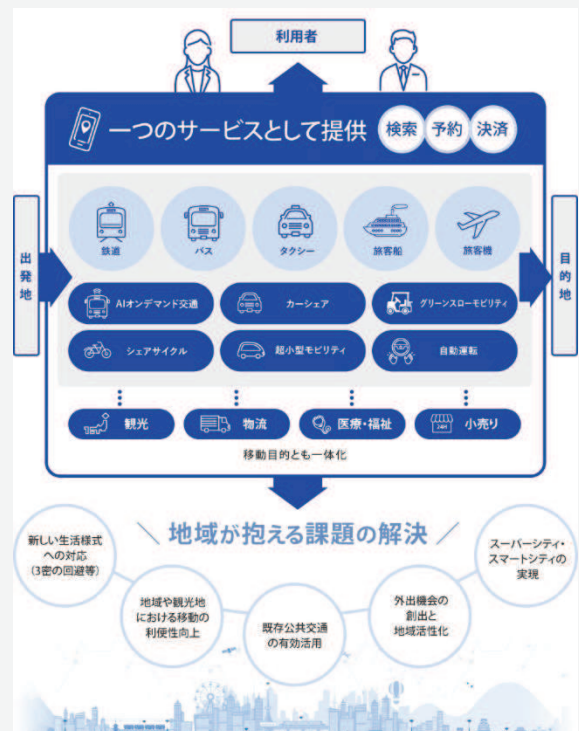 利用者
一つのサービスとして提供
検索
予約
決済
出発地
目的地
鉄道
バス
タクシー
旅客船
旅客機
AIオンデマンド交通
カーシェア
グリーンスローモビリティ
シェアサイクル
超小型モビリティ
自動運転
観光
物流
医療・福祉
24H
小売り
移動目的とも一体化
地域が抱える課題の解決
新しい生活様式
への対応
(3密の回避等)
地域や観光地
における移動の
利便性向上
既存公共交通
の有効活用
外出機会の
創出と
地域活性化
スーパーシティ・
スマートシティの
実現